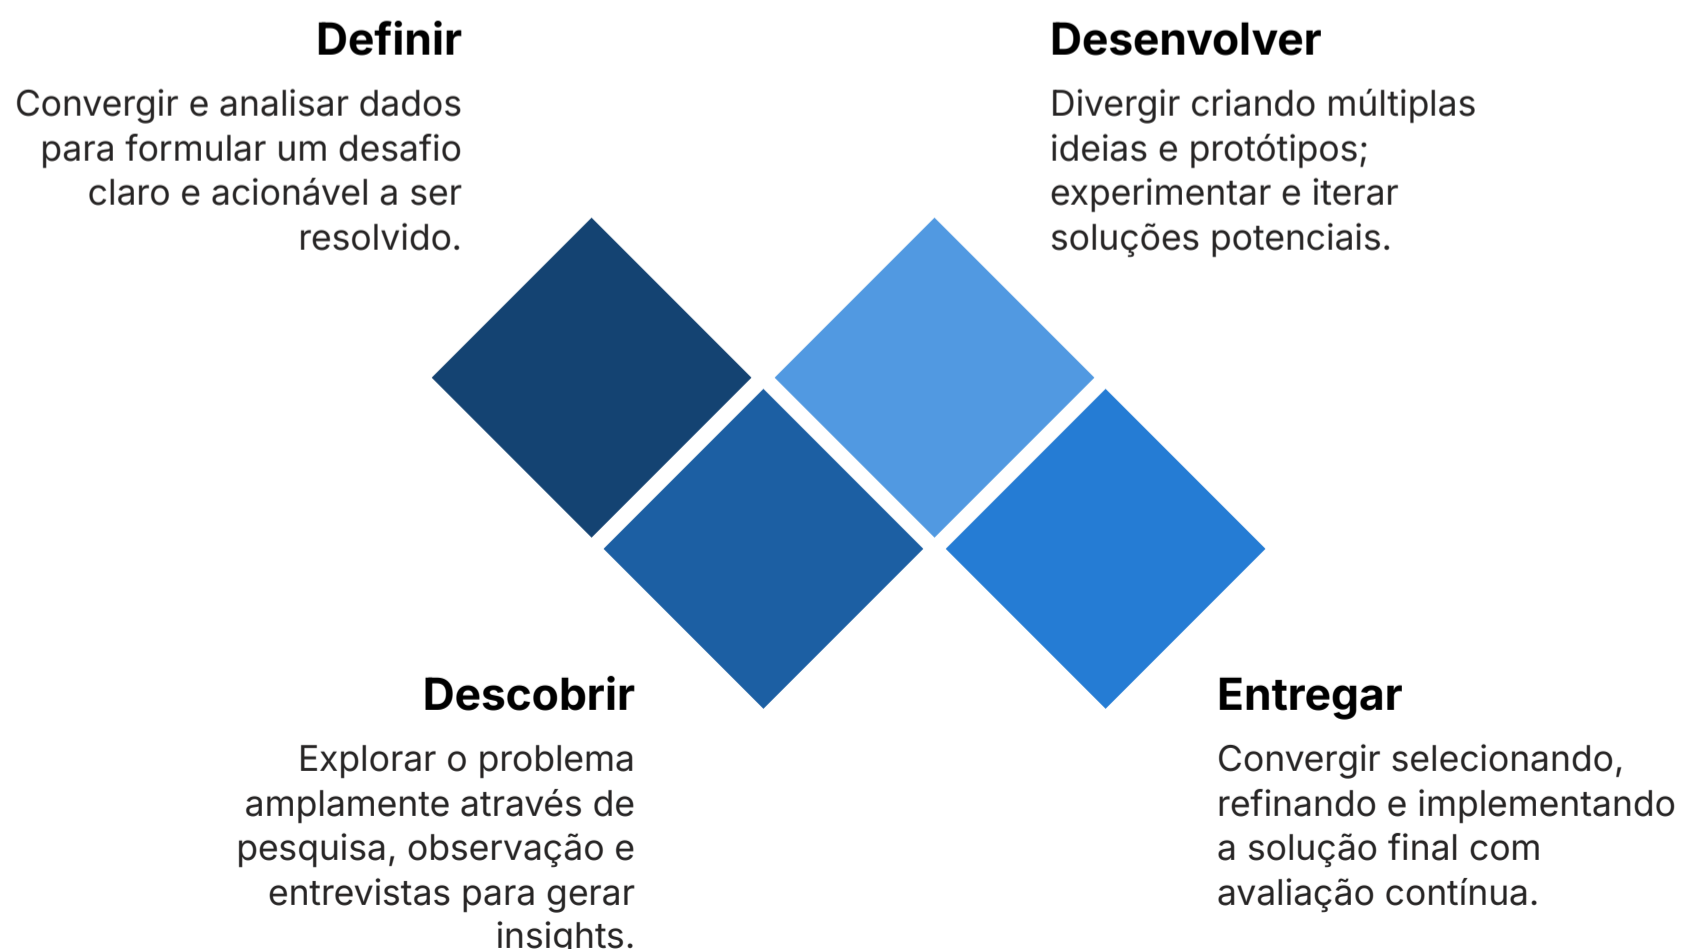 Definir
Convergir e analisar dados
para formular um desafio
claro e acionável a ser
resolvido.
Desenvolver
Divergir criando múltiplas
ideias e protótipos;
experimentar e iterar
soluções potenciais.
Descobrir
Explorar o problema
amplamente através de
pesquisa, observação e
entrevistas para gerar
insights.
Entregar
Convergir selecionando,
refinando e implementando
a solução final com
avaliação contínua.